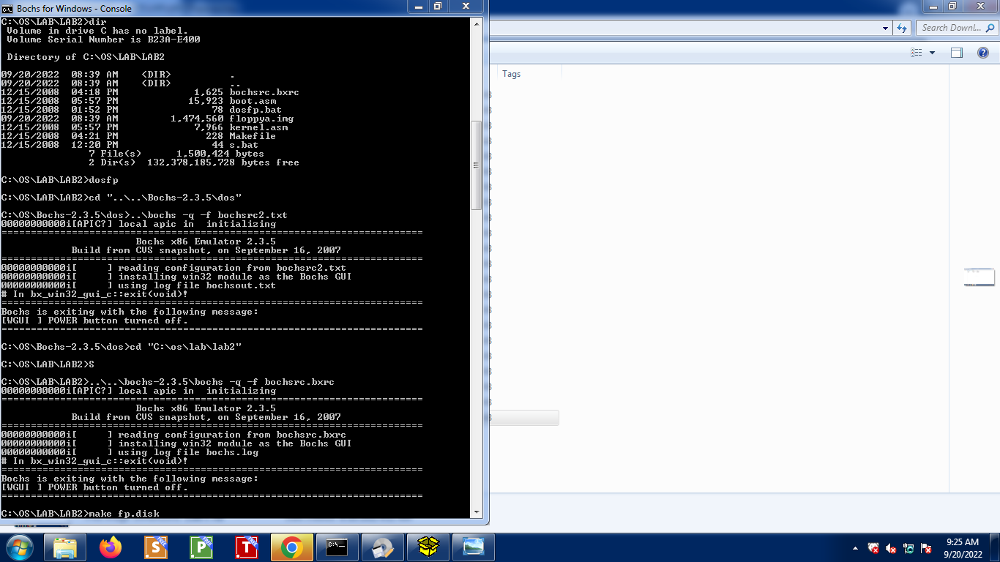 Bochs for Windows - Console
C:\OS\LAB\LAB2>dir
 Volume in drive C has no label.
 Volume Serial Number is B23A-E400
 Directory of C:\OS\LAB\LAB2
09/20/2022  08:39 AM    <DIR>          .
09/20/2022  08:39 AM    <DIR>          ..
12/15/2008  04:18 PM             1,625 bochsrc.bxrc
12/15/2008  05:57 PM            15,923 boot.asm
12/15/2008  01:52 PM                78 dosfp.bat
09/20/2022  08:39 AM         1,474,560 floppya.img
12/15/2008  05:57 PM             7,966 kernel.asm
12/15/2008  04:21 PM               228 Makefile
12/15/2008  12:20 PM                44 s.bat
               7 File(s)      1,500,424 bytes
               2 Dir(s)  132,378,185,728 bytes free
C:\OS\LAB\LAB2>dosfp
C:\OS\LAB\LAB2>cd "..\..\Bochs-2.3.5\dos"
C:\OS\Bochs-2.3.5\dos>..\bochs -q -f bochsrc2.txt
00000000000i[APIC?] local apic in  initializing
========================================================================
                       Bochs x86 Emulator 2.3.5
            Build from CVS snapshot, on September 16, 2007
========================================================================
00000000000i[     ] reading configuration from bochsrc2.txt
00000000000i[     ] installing win32 module as the Bochs GUI
00000000000i[     ] using log file bochsout.txt
# In bx_win32_gui_c::exit(void)!
========================================================================
Bochs is exiting with the following message:
[WGUI ] POWER button turned off.
========================================================================
C:\OS\Bochs-2.3.5\dos>cd "C:\os\lab\lab2"
C:\OS\LAB\LAB2>S
C:\OS\LAB\LAB2>..\..\bochs-2.3.5\bochs -q -f bochsrc.bxrc
00000000000i[APIC?] local apic in  initializing
========================================================================
                       Bochs x86 Emulator 2.3.5
            Build from CVS snapshot, on September 16, 2007
========================================================================
00000000000i[     ] reading configuration from bochsrc.bxrc
00000000000i[     ] installing win32 module as the Bochs GUI
00000000000i[     ] using log file bochs.log
# In bx_win32_gui_c::exit(void)!
========================================================================
Bochs is exiting with the following message:
[WGUI ] POWER button turned off.
========================================================================
C:\OS\LAB\LAB2>make fp.disk
Search Downl...
Tags
S FREE
P FREE
T FREE
9:25 AM
9/20/2022